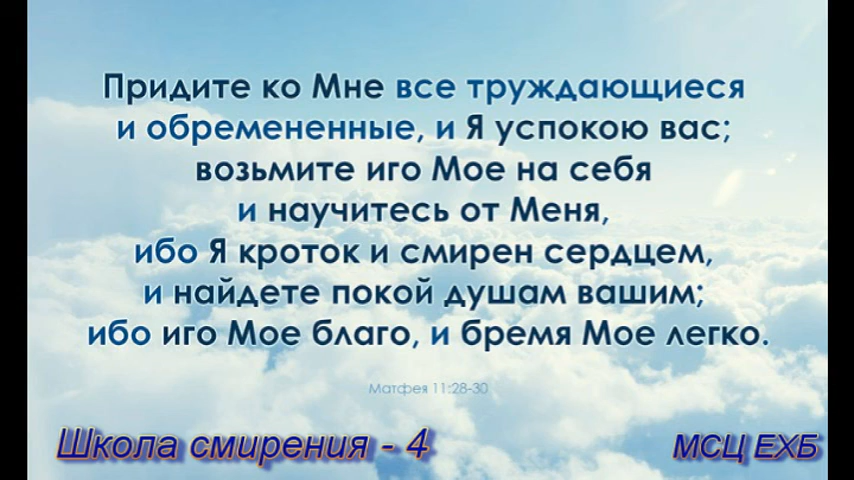 Придите ко Мне все труждающиеся
и обремененные, и Я успокою вас;
возьмите иго Мое на себя
и научитесь от Меня,
ибо Я кроток и смирен сердцем,
и найдете покой душам вашим;
ибо иго Мое благо, и бремя Мое легко.
Матфея 11:28-30
Школа смирения - 4
МСЦ ЕХБ